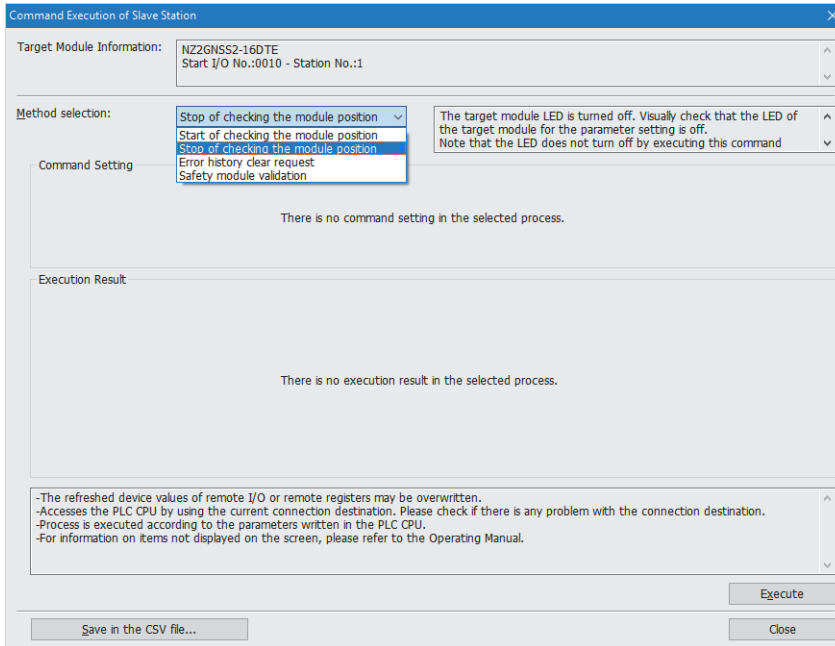 Command Execution of Slave Station
Target Module Information:
NZ2GNSS2-16DTE
Start I/O No.:0010 - Station No.:1
Method selection:
Stop of checking the module position
Start of checking the module position
Stop of checking the module position
Error history clear request
Safety module validation
The target module LED is turned off. Visually check that the LED of
the target module for the parameter setting is off.
Note that the LED does not turn off by executing this command
Command Setting
There is no command setting in the selected process.
Execution Result
There is no execution result in the selected process.
-The refreshed device values of remote I/O or remote registers may be overwritten.
-Accesses the PLC CPU by using the current connection destination. Please check if there is any problem with the connection destination.
-Process is executed according to the parameters written in the PLC CPU.
-For information on items not displayed on the screen, please refer to the Operating Manual.
Execute
Save in the CSV file...
Close